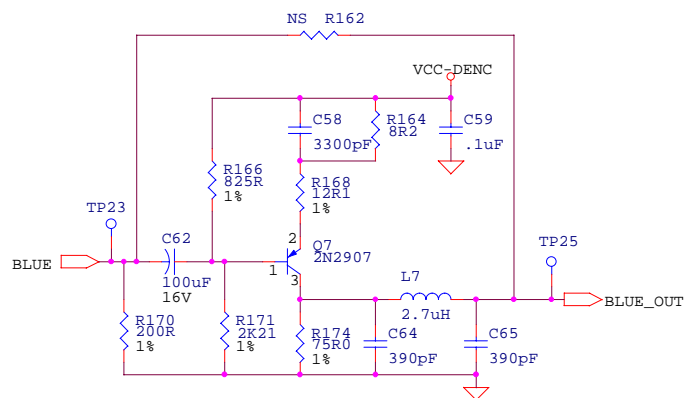 NS R162
VCC-DENC
C58
3300pF
R164
8R2
C59
.1uF
R166
825R
1%
R168
12R1
1%
TP23
C62
100uF
16V
2
Q7
2N2907
1
3
TP25
BLUE
L7
2.7uH
BLUE_OUT
R170
200R
1%
R171
2K21
1%
R174
75R0
1%
C64
390pF
C65
390pF